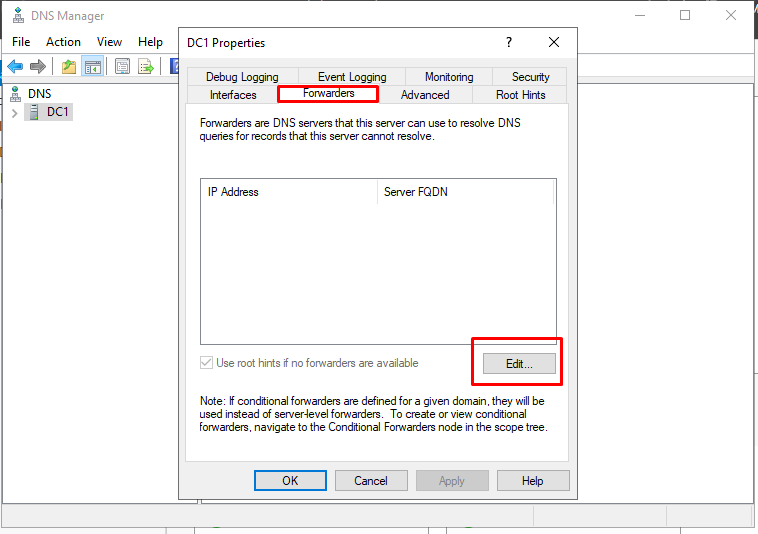 DNS Manager
File Action View Help
DNS
DC1
DC1 Properties
?
Debug Logging Event Logging Monitoring Security
Interfaces Forwarders Advanced Root Hints
Forwarders are DNS servers that this server can use to resolve DNS
queries for records that this server cannot resolve.
IP Address Server FQDN
Use root hints if no forwarders are available
Edit...
Note: If conditional forwarders are defined for a given domain, they will be
used instead of server-level forwarders. To create or view conditional
forwarders, navigate to the Conditional Forwarders node in the scope tree.
OK Cancel Apply Help